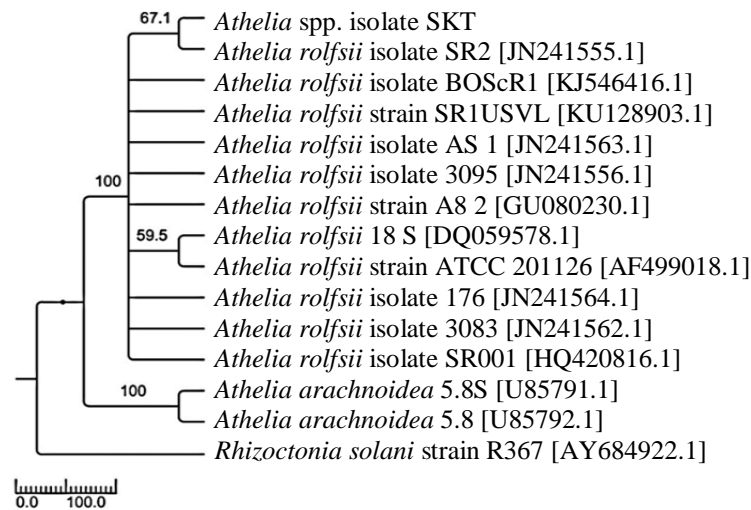 67.1
Athelia spp. isolate SKT
Athelia rolfsii isolate SR2 [JN241555.1]
Athelia rolfsii isolate BOScR1 [KJ546416.1]
Athelia rolfsii strain SR1USVL [KU128903.1]
Athelia rolfsii isolate AS 1 [JN241563.1]
Athelia rolfsii isolate 3095 [JN241556.1]
100
Athelia rolfsii strain A8 2 [GU080230.1]
59.5
Athelia rolfsii 18 S [DQ059578.1]
Athelia rolfsii strain ATCC 201126 [AF499018.1]
Athelia rolfsii isolate 176 [JN241564.1]
Athelia rolfsii isolate 3083 [JN241562.1]
Athelia rolfsii isolate SR001 [HQ420816.1]
100
Athelia arachnoidea 5.8S [U85791.1]
Athelia arachnoidea 5.8 [U85792.1]
Rhizoctonia solani strain R367 [AY684922.1]
0.0 100.0